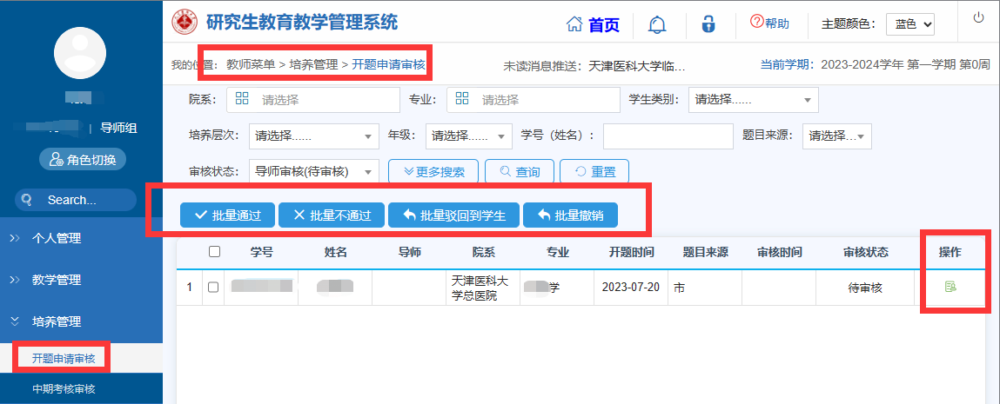 研究生教育教学管理系统
首页
帮助
主题颜色： 蓝色
我的位置： 教师菜单 > 培养管理 > 开题申请审核
未读消息推送： 天津医科大学临...
当前学期： 2023-2024学年 第一学期 第0周
导师组
角色切换
Search...
个人管理
教学管理
培养管理
开题申请审核
中期考核审核
院系： 请选择 专业： 请选择 学生类别： 请选择......
培养层次： 请选择...... 年级： 请选择...... 学号（姓名）： 题目来源： 请选择...
审核状态： 导师审核(待审核) 更多搜索 查询 重置
批量通过 批量不通过 批量驳回到学生 批量撤销
学号 姓名 导师 院系 专业 开题时间 题目来源 审核时间 审核状态 操作
1 天津医科大 学 2023-07-20 市 待审核
学总医院